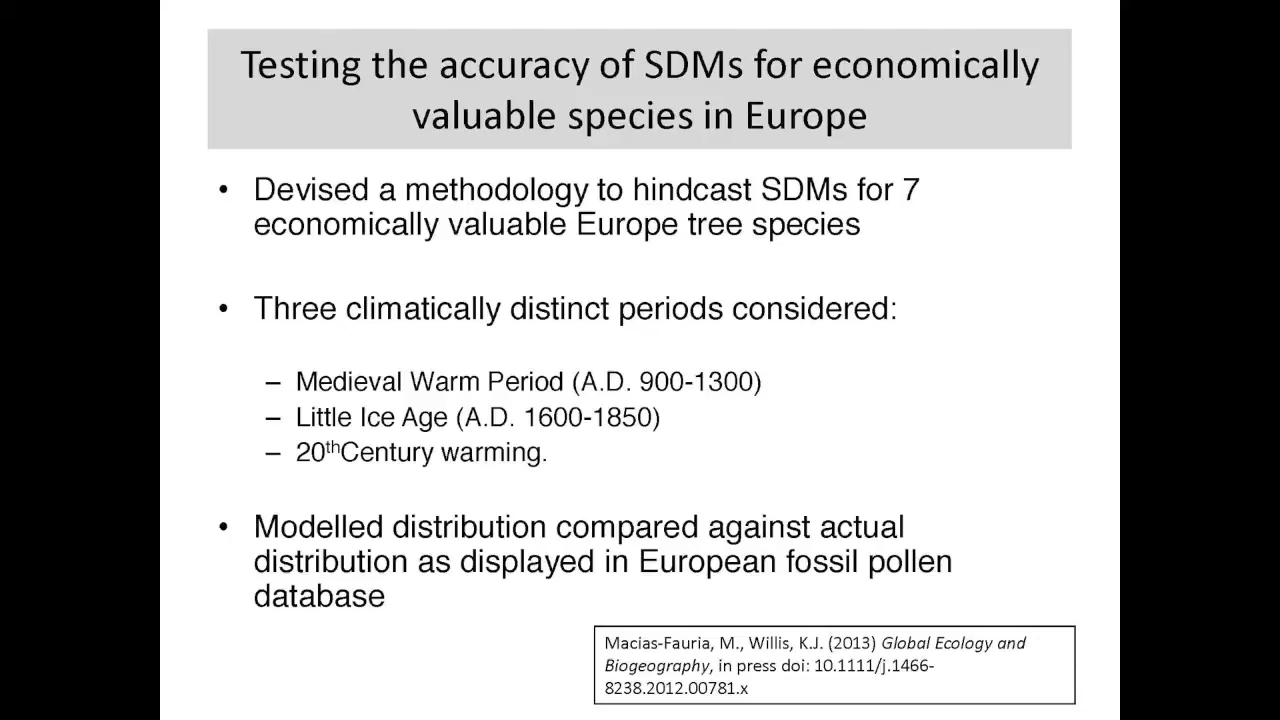 Testing the accuracy of SDMs for economically
valuable species in Europe
• Devised a methodology to hindcast SDMs for 7
economically valuable Europe tree species
• Three climatically distinct periods considered:
– Medieval Warm Period (A.D. 900-1300)
– Little Ice Age (A.D. 1600-1850)
– 20thCentury warming.
• Modelled distribution compared against actual
distribution as displayed in European fossil pollen
database
Macias-Fauria, M., Willis, K.J. (2013) Global Ecology and
Biogeography, in press doi: 10.1111/j.1466-
8238.2012.00781.x